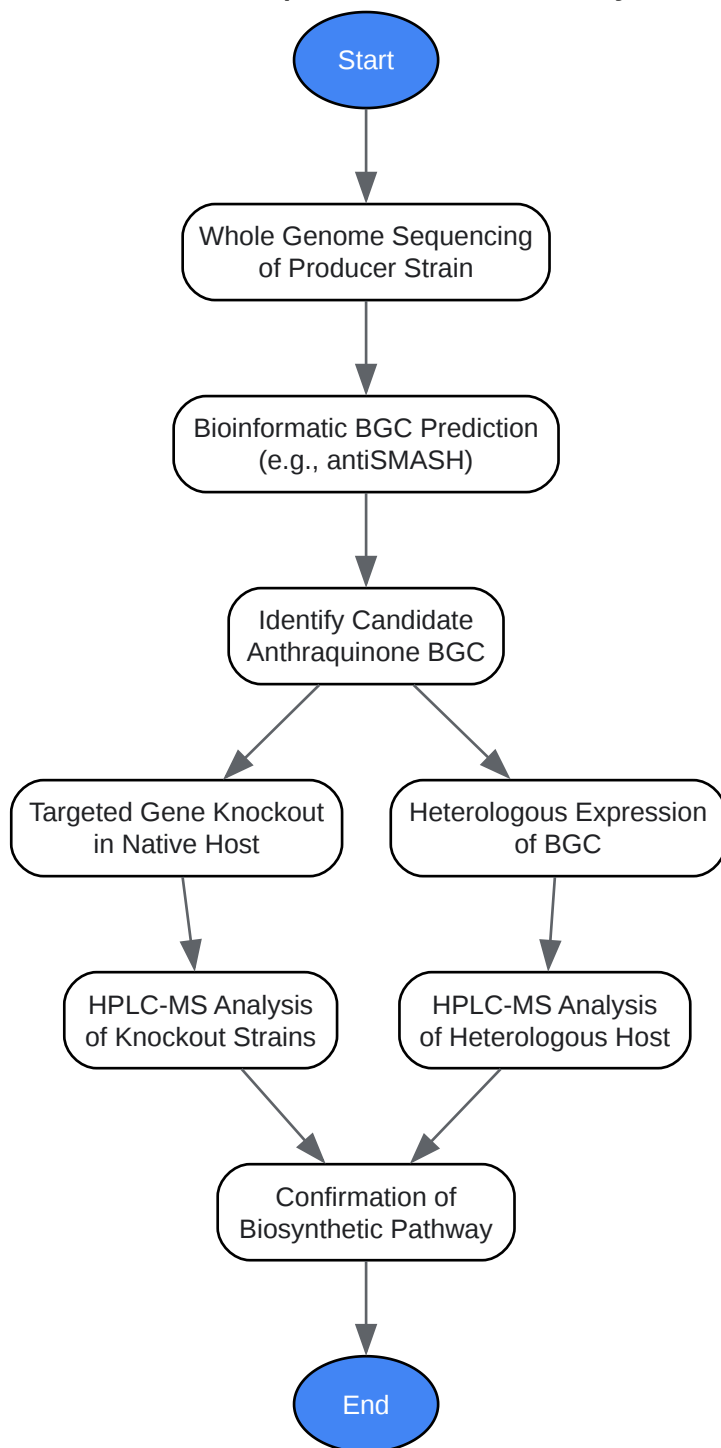 Start
Whole Genome Sequencing
of Producer Strain
Bioinformatic BGC Prediction
(e.g., antiSMASH)
Identify Candidate
Anthraquinone BGC
Targeted Gene Knockout
in Native Host
Heterologous Expression
of BGC
HPLC-MS Analysis
of Knockout Strains
HPLC-MS Analysis
of Heterologous Host
Confirmation of
Biosynthetic Pathway
End